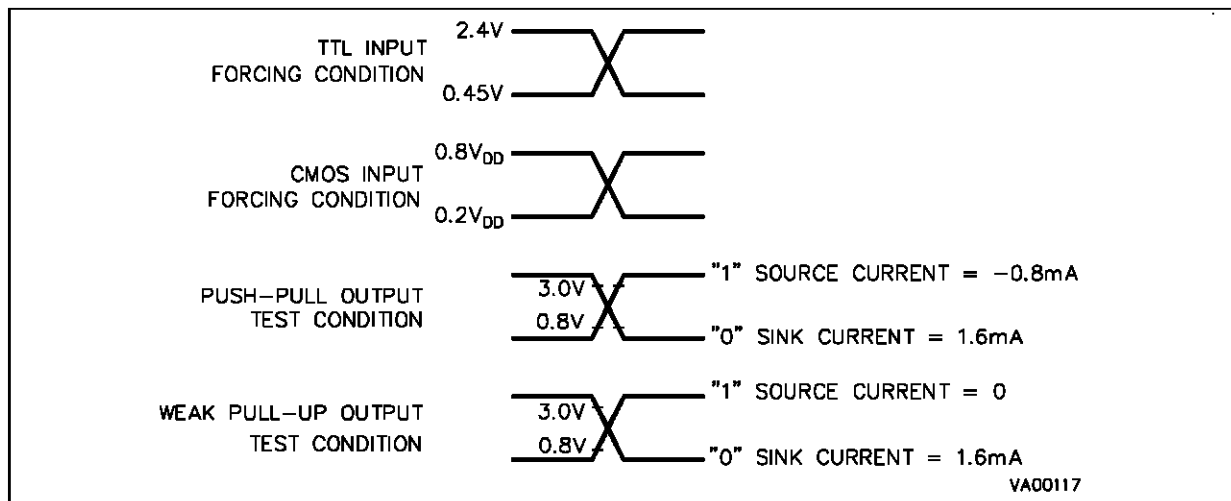 TTL INPUT
FORCING CONDITION
2.4V
0.45V
CMOS INPUT
FORCING CONDITION
0.8VDD
0.2VDD
PUSH-PULL OUTPUT
TEST CONDITION
3.0V
0.8V
"1" SOURCE CURRENT = -0.8mA
"0" SINK CURRENT = 1.6mA
WEAK PULL-UP OUTPUT
TEST CONDITION
3.0V
0.8V
"1" SOURCE CURRENT = 0
"0" SINK CURRENT = 1.6mA
VA00117